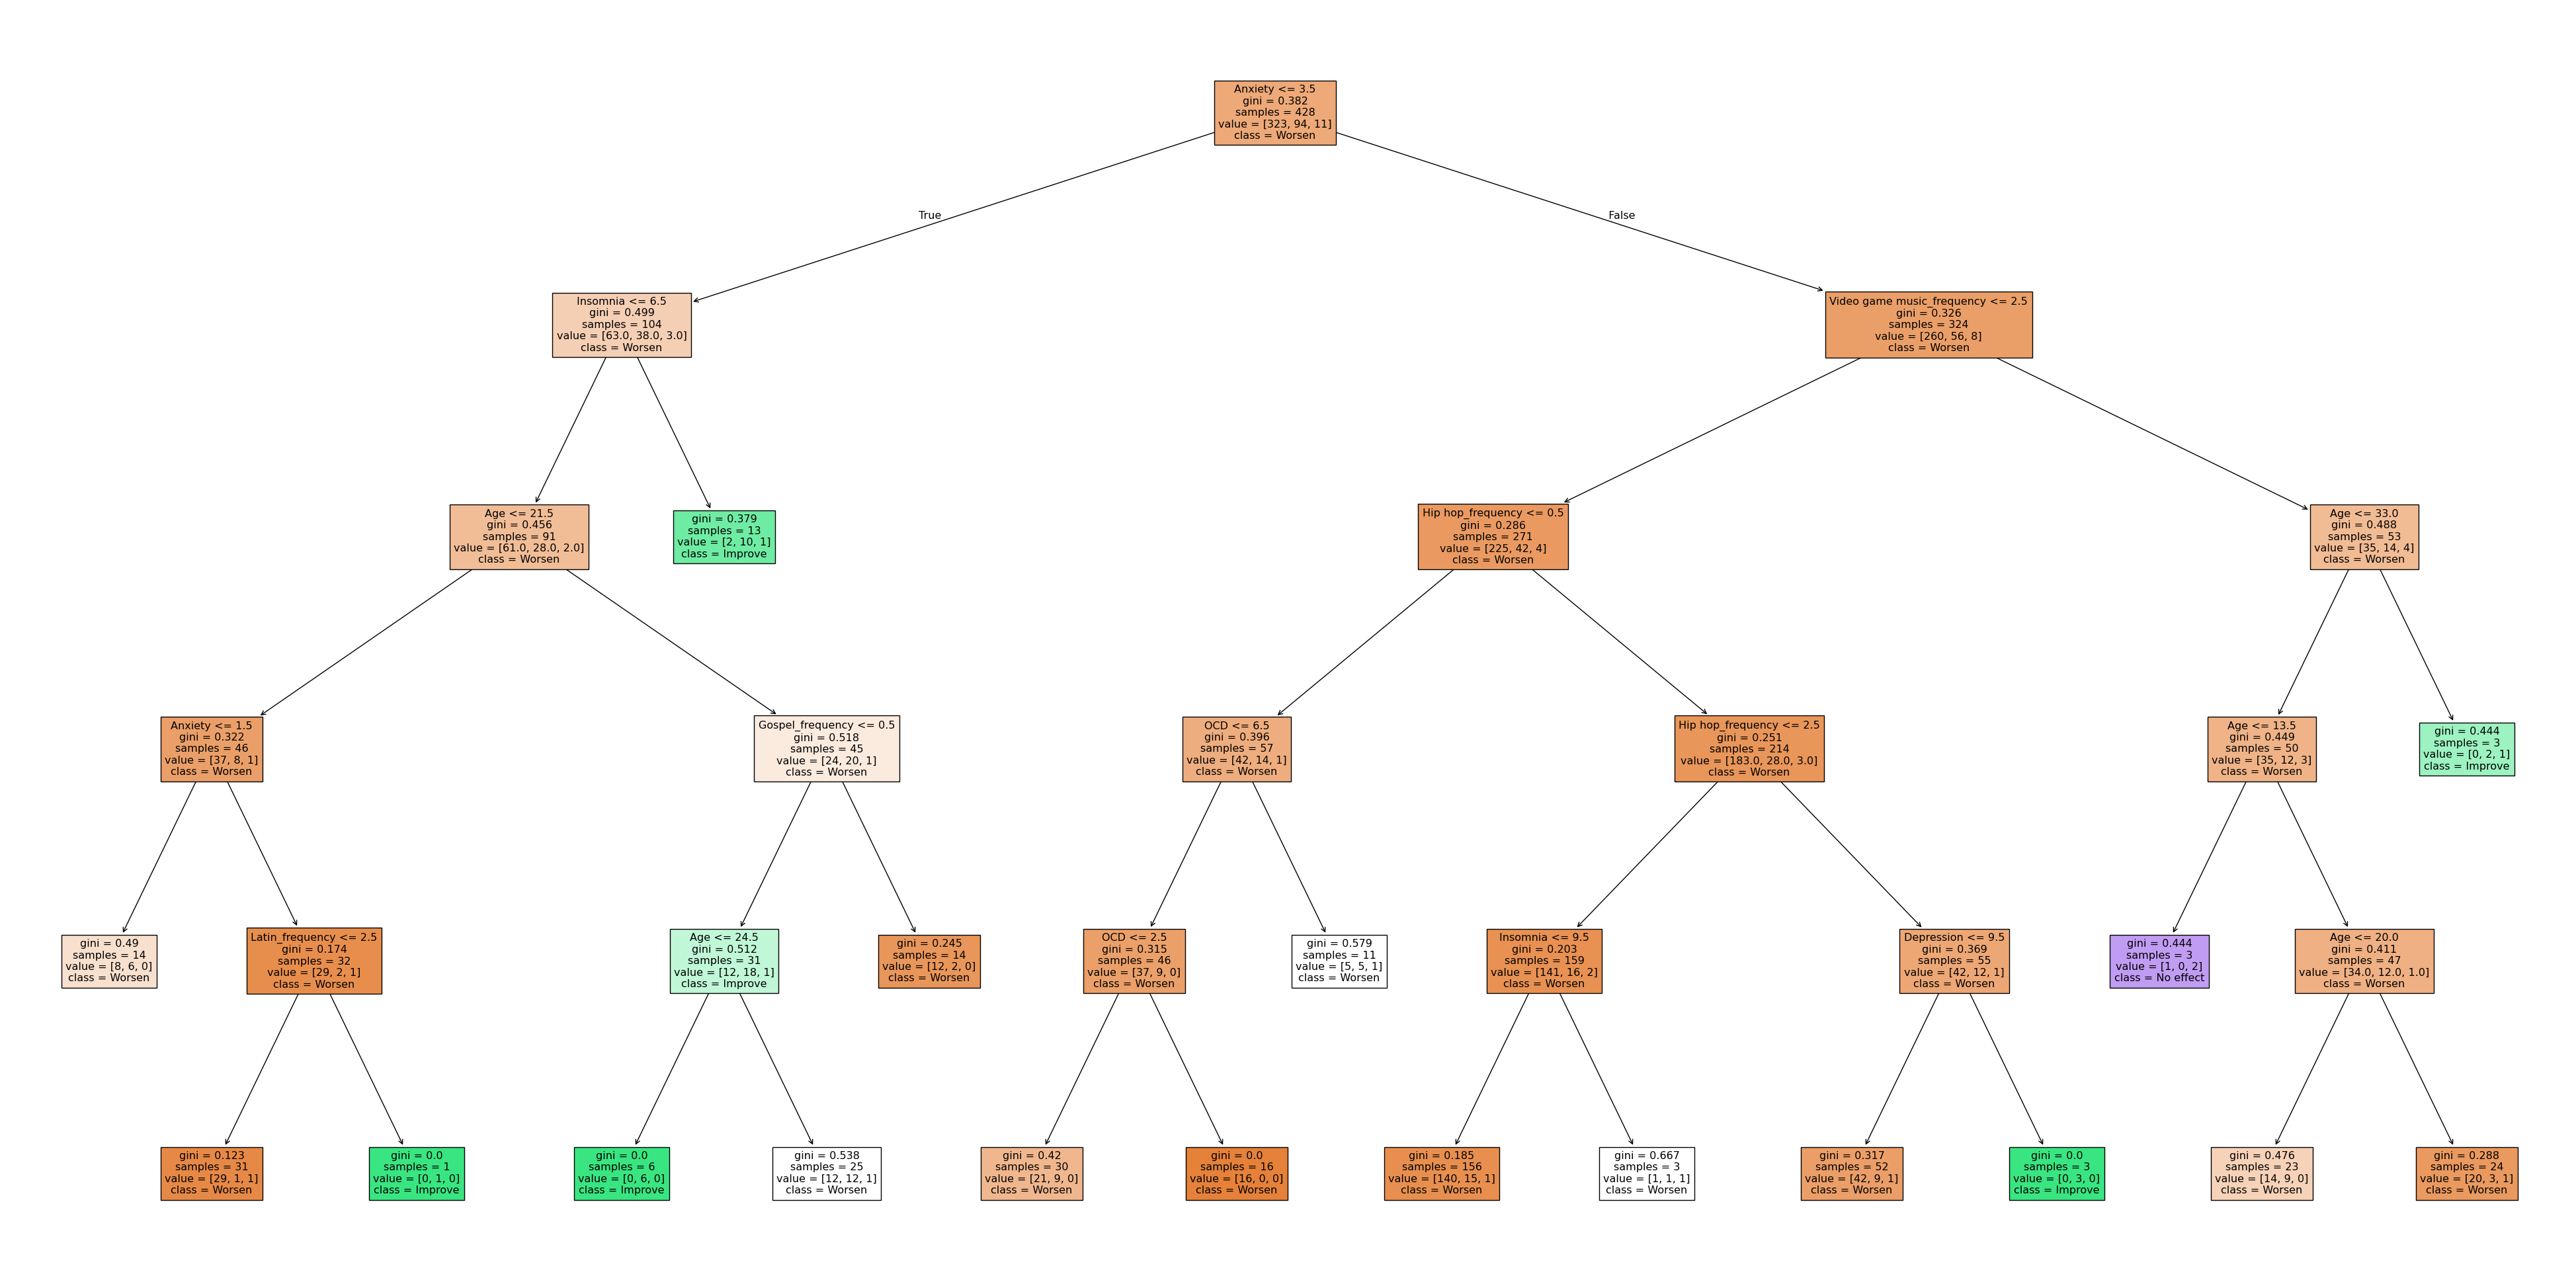 Anxiety <= 3.5
gini = 0.382
samples = 428
value = [323, 94, 11]
class = Worsen
True
False
Insomnia <= 6.5
gini = 0.499
samples = 104
value = [63.0, 38.0, 3.0]
class = Worsen
Video game music_frequency <= 2.5
gini = 0.326
samples = 324
value = [260, 56, 8]
class = Worsen
Age <= 21.5
gini = 0.456
samples = 91
value = [61.0, 28.0, 2.0]
class = Worsen
gini = 0.379
samples = 13
value = [2, 10, 1]
class = Improve
Hip hop_frequency <= 0.5
gini = 0.286
samples = 271
value = [225, 42, 4]
class = Worsen
Age <= 33.0
gini = 0.488
samples = 53
value = [35, 14, 4]
class = Worsen
Anxiety <= 1.5
gini = 0.322
samples = 46
value = [37, 8, 1]
class = Worsen
Gospel_frequency <= 0.5
gini = 0.518
samples = 45
value = [24, 20, 1]
class = Worsen
OCD <= 6.5
gini = 0.396
samples = 57
value = [42, 14, 1]
class = Worsen
Hip hop_frequency <= 2.5
gini = 0.251
samples = 214
value = [183.0, 28.0, 3.0]
class = Worsen
Age <= 13.5
gini = 0.449
samples = 50
value = [35, 12, 3]
class = Worsen
gini = 0.444
samples = 3
value = [0, 2, 1]
class = Improve
gini = 0.49
samples = 14
value = [8, 6, 0]
class = Worsen
Latin_frequency <= 2.5
gini = 0.174
samples = 32
value = [29, 2, 1]
class = Worsen
Age <= 24.5
gini = 0.512
samples = 31
value = [12, 18, 1]
class = Improve
gini = 0.245
samples = 14
value = [12, 2, 0]
class = Worsen
OCD <= 2.5
gini = 0.315
samples = 46
value = [37, 9, 0]
class = Worsen
gini = 0.579
samples = 11
value = [5, 5, 1]
class = Worsen
Insomnia <= 9.5
gini = 0.203
samples = 159
value = [141, 16, 2]
class = Worsen
Depression <= 9.5
gini = 0.369
samples = 55
value = [42, 12, 1]
class = Worsen
gini = 0.444
samples = 3
value = [1, 0, 2]
class = No effect
Age <= 20.0
gini = 0.411
samples = 47
value = [34.0, 12.0, 1.0]
class = Worsen
gini = 0.123
samples = 31
value = [29, 1, 1]
class = Worsen
gini = 0.0
samples = 1
value = [0, 1, 0]
class = Improve
gini = 0.0
samples = 6
value = [0, 6, 0]
class = Improve
gini = 0.538
samples = 25
value = [12, 12, 1]
class = Worsen
gini = 0.42
samples = 30
value = [21, 9, 0]
class = Worsen
gini = 0.0
samples = 16
value = [16, 0, 0]
class = Worsen
gini = 0.185
samples = 156
value = [140, 15, 1]
class = Worsen
gini = 0.667
samples = 3
value = [1, 1, 1]
class = Worsen
gini = 0.317
samples = 52
value = [42, 9, 1]
class = Worsen
gini = 0.0
samples = 3
value = [0, 3, 0]
class = Improve
gini = 0.476
samples = 23
value = [14, 9, 0]
class = Worsen
gini = 0.288
samples = 24
value = [20, 3, 1]
class = Worsen